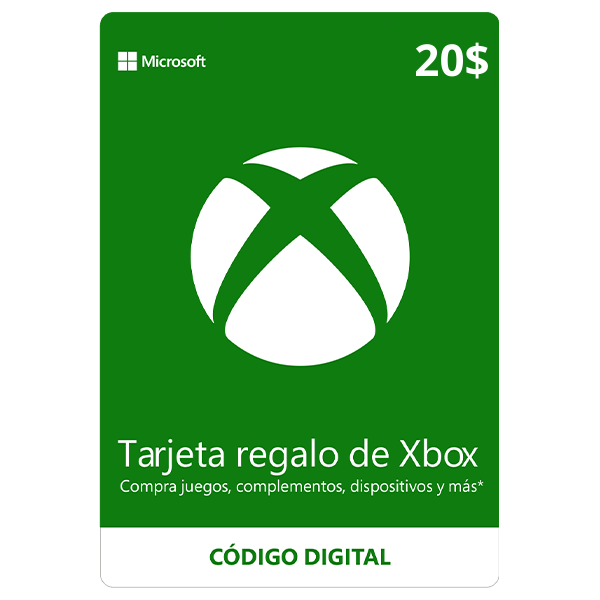 Microsoft
20$
Tarjeta regalo de Xbox
Compra juegos, complementos, dispositivos y más*
CÓDIGO DIGITAL